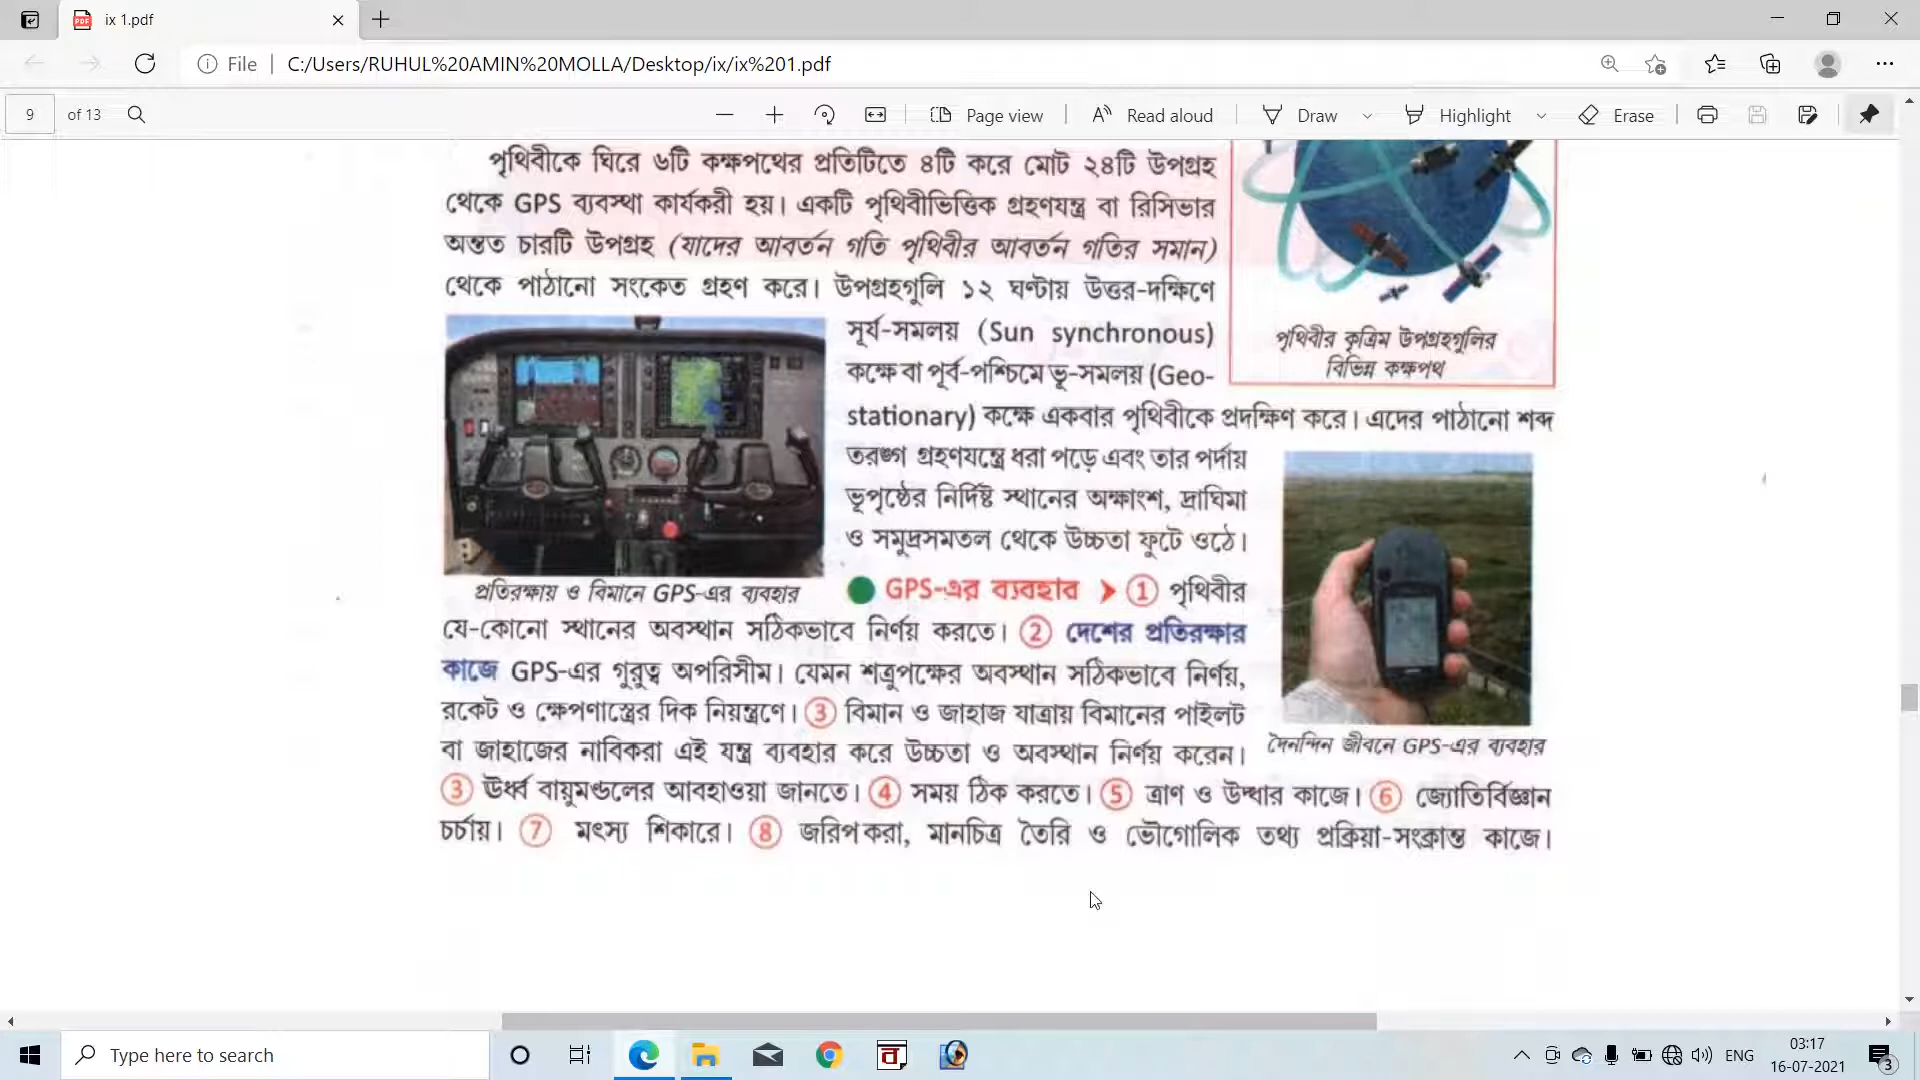 ix 1.pdf
File
C:/Users/RUHUL%20AMIN%20MOLLA/Desktop/ix/ix%201.pdf
9 of 13
Page view
Read aloud
Draw
Highlight
Erase
পৃথিবীকে ঘিরে ৬টি কক্ষপথের প্রতিটিতে ৪টি করে মোট ২৪টি উপগ্রহ
থেকে GPS ব্যবস্থা কার্যকরী হয়। একটি পৃথিবীভিত্তিক গ্রহণযন্ত্র বা রিসিভার
অন্তত চারটি উপগ্রহ (যাদের আবর্তন গতি পৃথিবীর আবর্তন গতির সমান)
থেকে পাঠানো সংকেত গ্রহণ করে। উপগ্রহগুলি ১২ ঘণ্টায় উত্তর-দক্ষিণে
সূর্য-সমলয় (Sun synchronous)
কক্ষে বা পূর্ব-পশ্চিমে ভূ-সমলয় (Geo-
stationary) কক্ষে একবার পৃথিবীকে প্রদক্ষিণ করে। এদের পাঠানো শব্দ
তরঙ্গ গ্রহণযন্ত্রে ধরা পড়ে এবং তার পর্দায়
ভূপৃষ্ঠের নির্দিষ্ট স্থানের অক্ষাংশ, দ্রাঘিমা
ও সমুদ্রসমতল থেকে উচ্চতা ফুটে ওঠে।
পৃথিবীর কৃত্রিম উপগ্রহগুলির
বিভিন্ন কক্ষপথ
প্রতিরক্ষায় ও বিমানে GPS-এর ব্যবহার
GPS-এর ব্যবহার ➤ ① পৃথিবীর
যে-কোনো স্থানের অবস্থান সঠিকভাবে নির্ণয় করতে। ② দেশের প্রতিরক্ষার
কাজে GPS-এর গুরুত্ব অপরিসীম। যেমন শত্রুপক্ষের অবস্থান সঠিকভাবে নির্ণয়,
রকেট ও ক্ষেপণাস্ত্রের দিক নিয়ন্ত্রণে। ③ বিমান ও জাহাজ যাত্রায় বিমানের পাইলট
বা জাহাজের নাবিকরা এই যন্ত্র ব্যবহার করে উচ্চতা ও অবস্থান নির্ণয় করেন।
দৈনন্দিন জীবনে GPS-এর ব্যবহার
③ ঊর্ধ্ব বায়ুমণ্ডলের আবহাওয়া জানতে। ④ সময় ঠিক করতে। ⑤ ত্রাণ ও উদ্ধার কাজে। ⑥ জ্যোতির্বিজ্ঞান
চর্চায়। ⑦ মৎস্য শিকারে। ⑧ জরিপ করা, মানচিত্র তৈরি ও ভৌগোলিক তথ্য প্রক্রিয়া-সংক্রান্ত কাজে।
Type here to search
ENG
03:17
16-07-2021
3